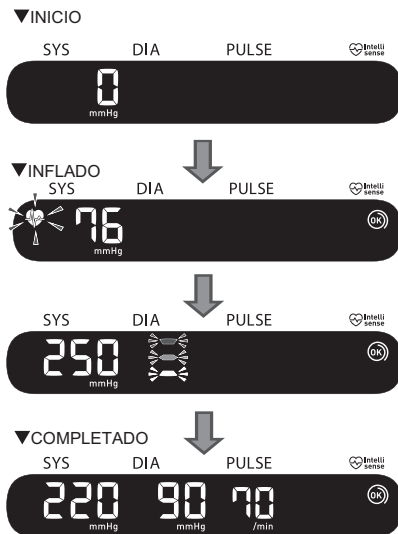 ▼INICIO
SYS DIA PULSE Intelli sense
0
mmHg
▼INFLADO
SYS DIA PULSE Intelli sense
76 OK
mmHg
SYS DIA PULSE Intelli sense
250 OK
mmHg
▼COMPLETADO
SYS DIA PULSE Intelli sense
220 90 70 OK
mmHg mmHg /min